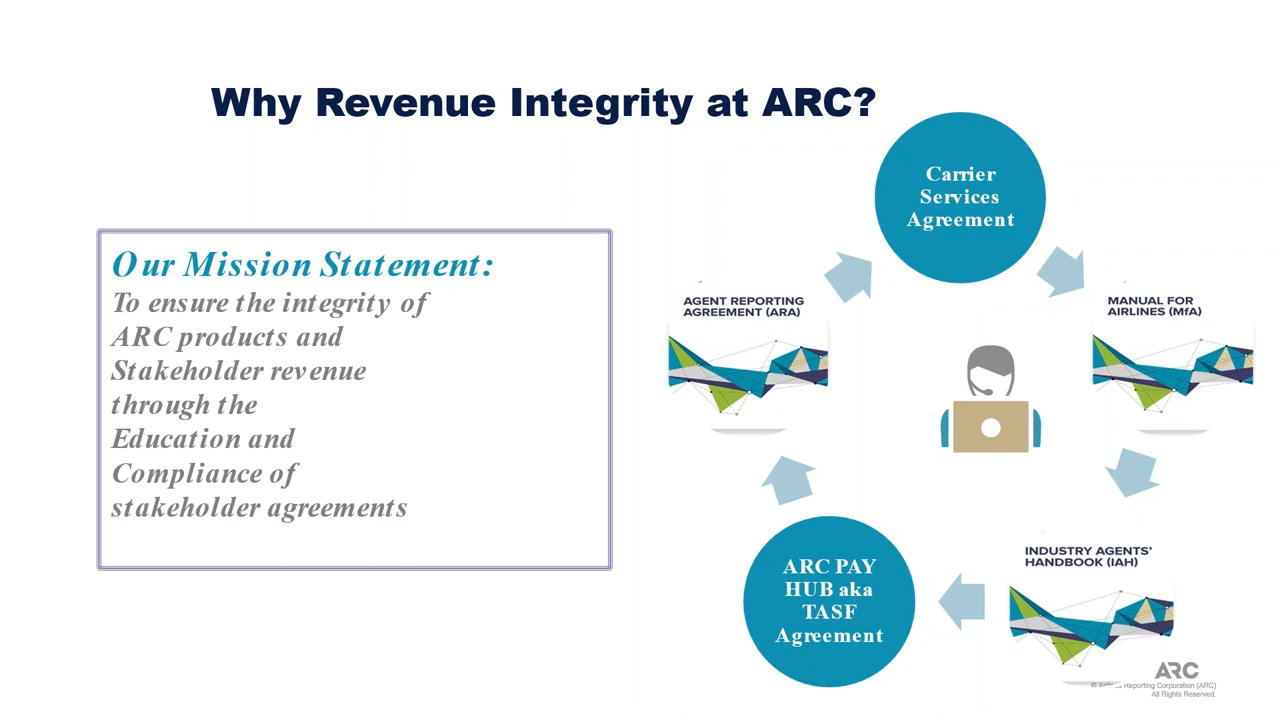 Why Revenue Integrity at ARC?
Our Mission Statement:
To ensure the integrity of
ARC products and
Stakeholder revenue
through the
Education and
Compliance of
stakeholder agreements
Carrier
Services
Agreement
AGENT REPORTING
AGREEMENT (ARA)
MANUAL FOR
AIRLINES (MfA)
INDUSTRY AGENTS’
HANDBOOK (IAH)
ARC PAY
HUB aka
TASF
Agreement
ARC
Reporting Corporation (ARC)
All Rights Reserved.